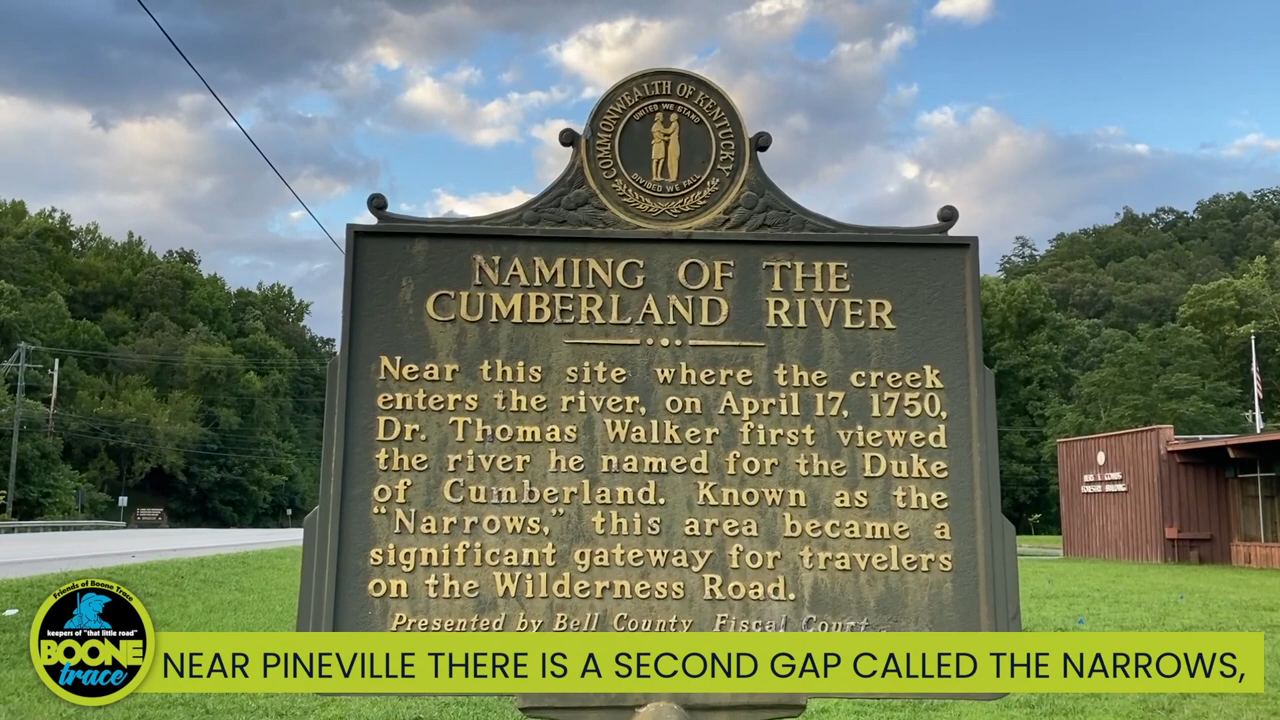 COMMONWEALTH OF KENTUCKY
UNITED WE STAND
DIVIDED WE FALL
NAMING OF THE
CUMBERLAND RIVER
Near this site where the creek
enters the river, on April 17, 1750,
Dr. Thomas Walker first viewed
the river he named for the Duke
of Cumberland. Known as the
"Narrows," this area became a
significant gateway for travelers
on the Wilderness Road.
Presented by Bell County Fiscal Court
FORESTRY BUILDING
Friends of Boone Trace
keepers of "that little road"
BOONE
trace
NEAR PINEVILLE THERE IS A SECOND GAP CALLED THE NARROWS,